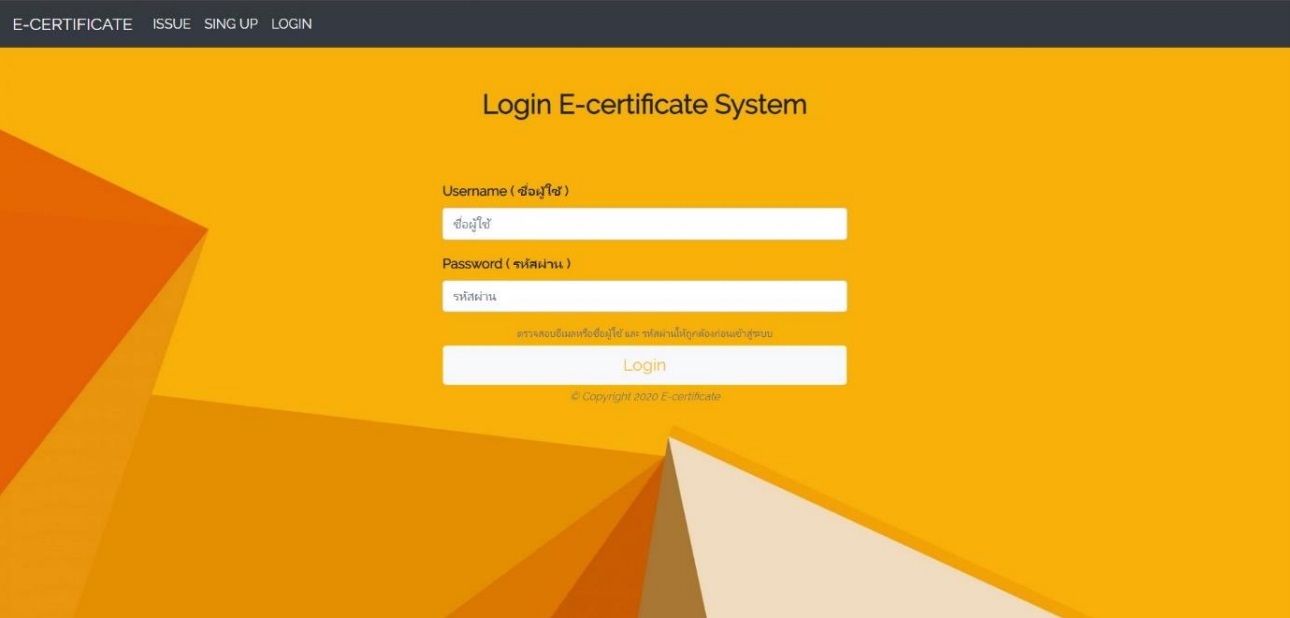 E-CERTIFICATE ISSUE SING UP LOGIN
Login E-certificate System
Username ( ชื่อผู้ใช้ )
ชื่อผู้ใช้
Password ( รหัสผ่าน )
รหัสผ่าน
ตรวจสอบอีเมลหรือชื่อผู้ใช้ และ รหัสผ่านให้ถูกต้องก่อนเข้าสู่ระบบ
Login
© Copyright 2020 E-certificate